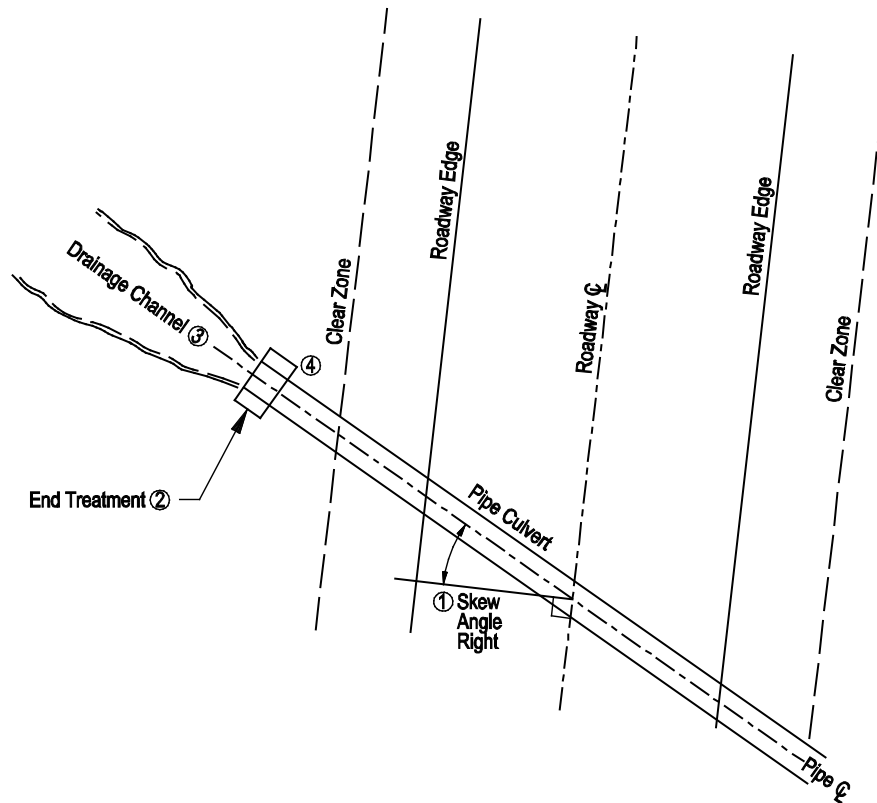 Roadway Edge
Roadway Edge
Clear Zone
Roadway ℄
Clear Zone
Drainage Channel ③
④
End Treatment ②
Pipe Culvert
① Skew
Angle
Right
Pipe ℄